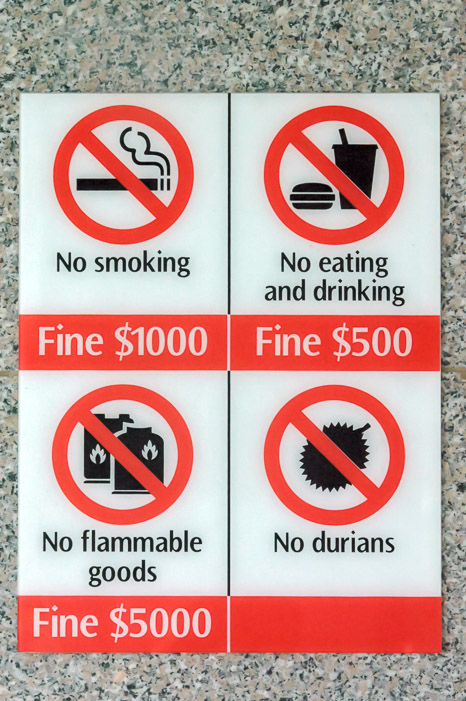 No smoking
Fine $1000
No eating
and drinking
Fine $500
No flammable
goods
Fine $5000
No durians